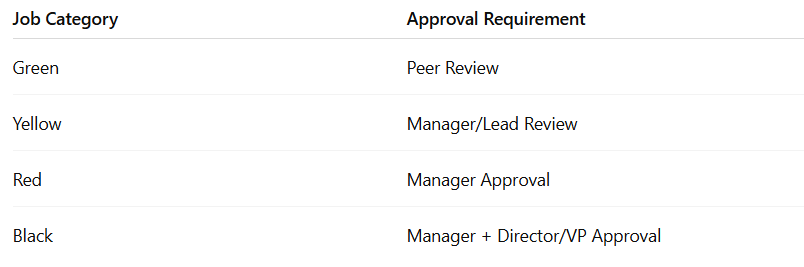 Job Category Approval Requirement
Green Peer Review
Yellow Manager/Lead Review
Red Manager Approval
Black Manager + Director/VP Approval